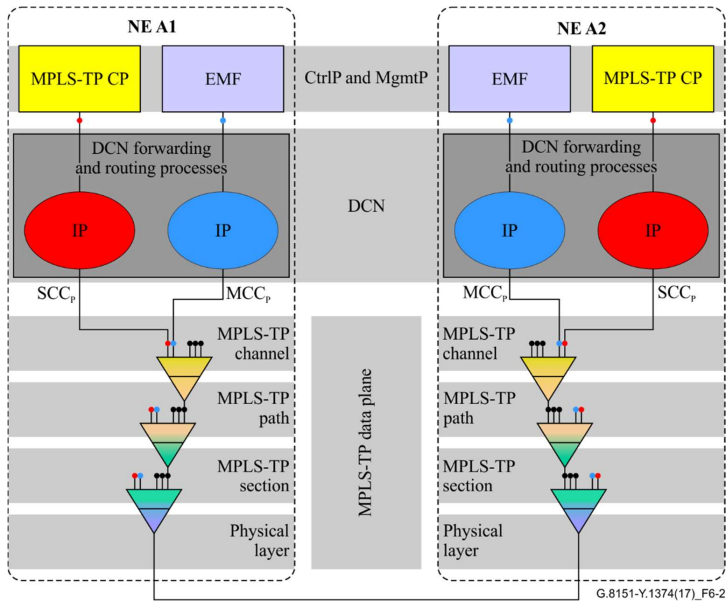 NE A1
NE A2
MPLS-TP CP
EMF
CtrlP and MgmtP
EMF
MPLS-TP CP
DCN forwarding
and routing processes
DCN forwarding
and routing processes
IP
IP
DCN
IP
IP
SCCP
MCCP
MCCP
SCCP
MPLS-TP
channel
MPLS-TP
channel
MPLS-TP
path
MPLS-TP data plane
MPLS-TP
path
MPLS-TP
section
MPLS-TP
section
Physical
layer
Physical
layer
G.8151-Y.1374(17)_F6-2